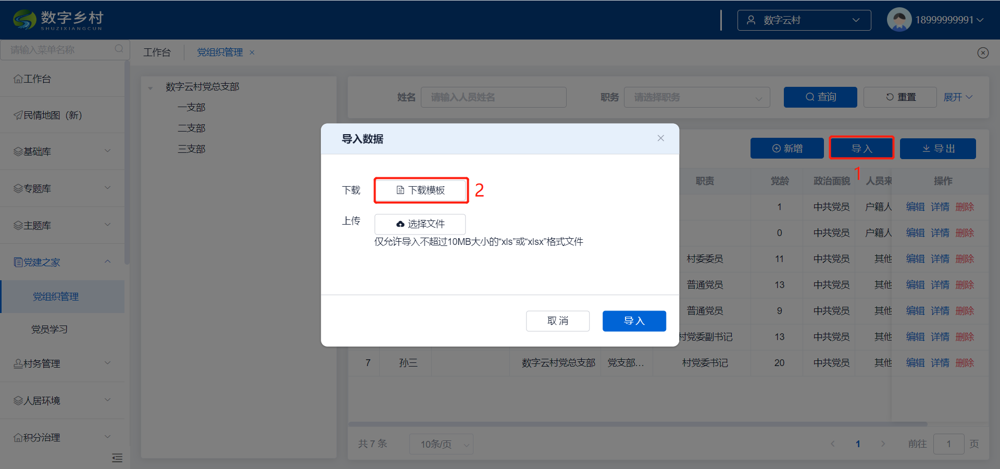 数字乡村
SHUZIXIANGCUN
数字云村
18999999991
请输入菜单名称
工作台
党组织管理
工作台
民情地图（新）
基础库
专题库
主题库
党建之家
党组织管理
党员学习
村务管理
人居环境
积分治理
数字云村党总支部
一支部
二支部
三支部
姓名 请输入人员姓名 职务 请选择职务 查询 重置 展开
新增 导入 导出
1
职责 党龄 政治面貌 人员来 操作
1 中共党员 户籍人 编辑 详情 删除
0 中共党员 户籍人 编辑 详情 删除
村委委员 11 中共党员 其他 编辑 详情 删除
普通党员 13 中共党员 其他 编辑 详情 删除
普通党员 9 中共党员 其他 编辑 详情 删除
村党委副书记 13 中共党员 其他 编辑 详情 删除
7 孙三 数字云村党总支部 党支部... 村党委书记 20 中共党员 其他 编辑 详情 删除
共 7 条 10条/页 1 前往 1 页
导入数据
下载 下载模板 2
上传 选择文件
仅允许导入不超过10MB大小的“xls”或“xlsx”格式文件
取消 导入